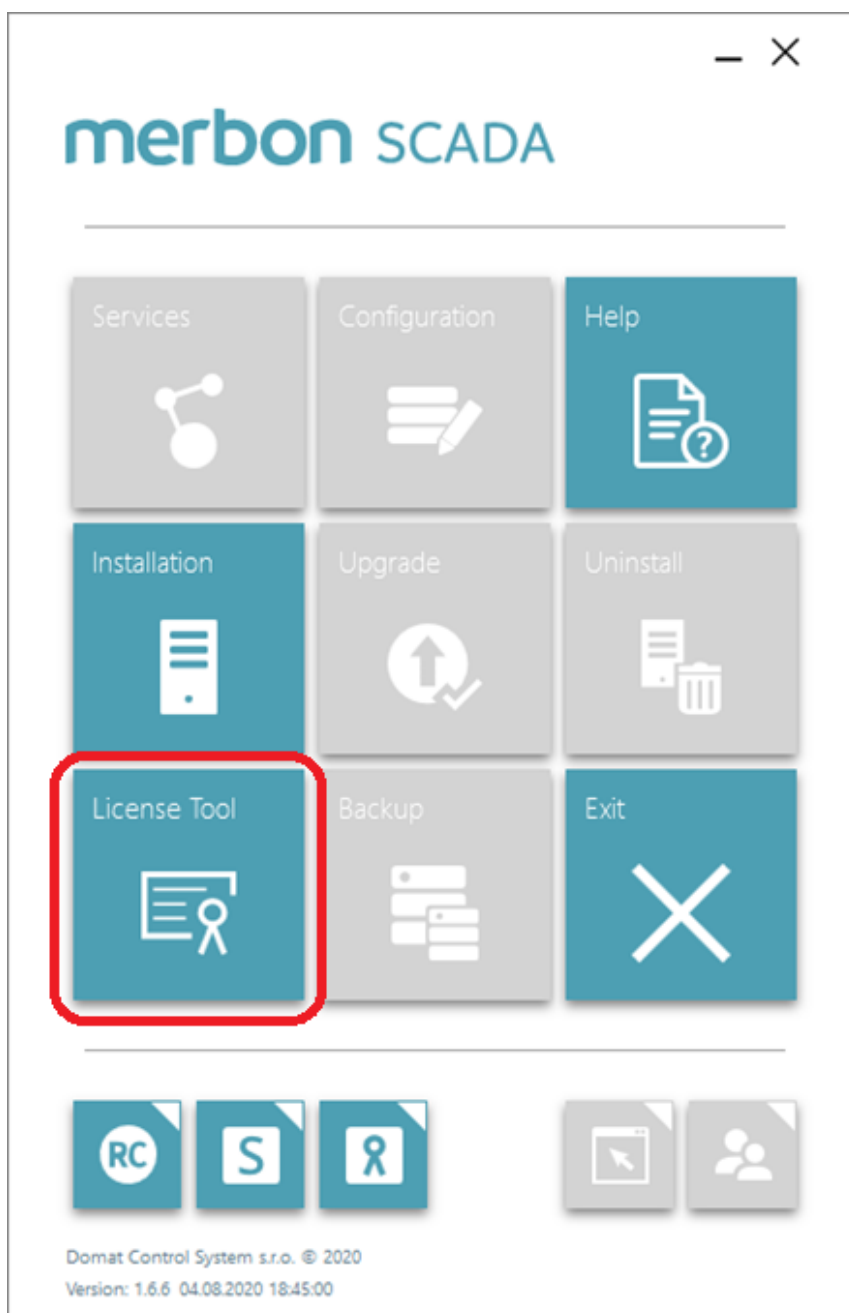 merbon SCADA
Services
Configuration
Help
?
Installation
Upgrade
Uninstall
License Tool
Backup
Exit
RC
S
Domat Control System s.r.o. © 2020
Version: 1.6.6 04.08.2020 18:45:00